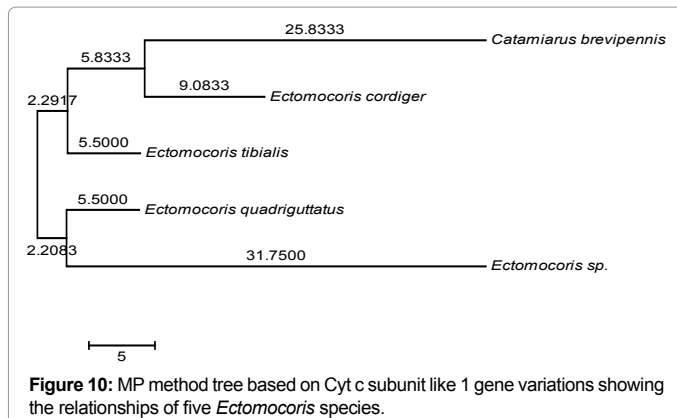 25.8333
Catamiarus brevipennis
5.8333
9.0833
Ectomocoris cordiger
2.2917
5.5000
Ectomocoris tibialis
5.5000
Ectomocoris quadriguttatus
2.2083
31.7500
Ectomocoris sp.
5
Figure 10: MP method tree based on Cyt c subunit like 1 gene variations showing
the relationships of five Ectomocoris species.